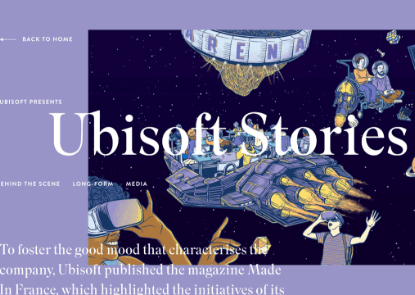 BACK TO HOME
ARENA
UBISOFT PRESENTS
Ubisoft Stories
BEHIND THE SCENE LONG-FORM MEDIA
To foster the good mood that characterises the
company, Ubisoft published the magazine Made
In France, which highlighted the initiatives of its